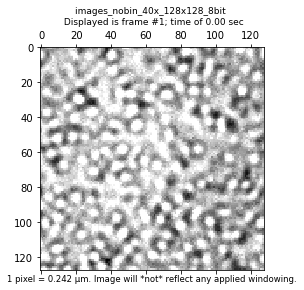 images_nobin_40x_128x128_8bit
Displayed is frame #1; time of 0.00 sec
0 20 40 60 80 100 120
0
20
40
60
80
100
120
1 pixel = 0.242 μm. Image will *not* reflect any applied windowing.